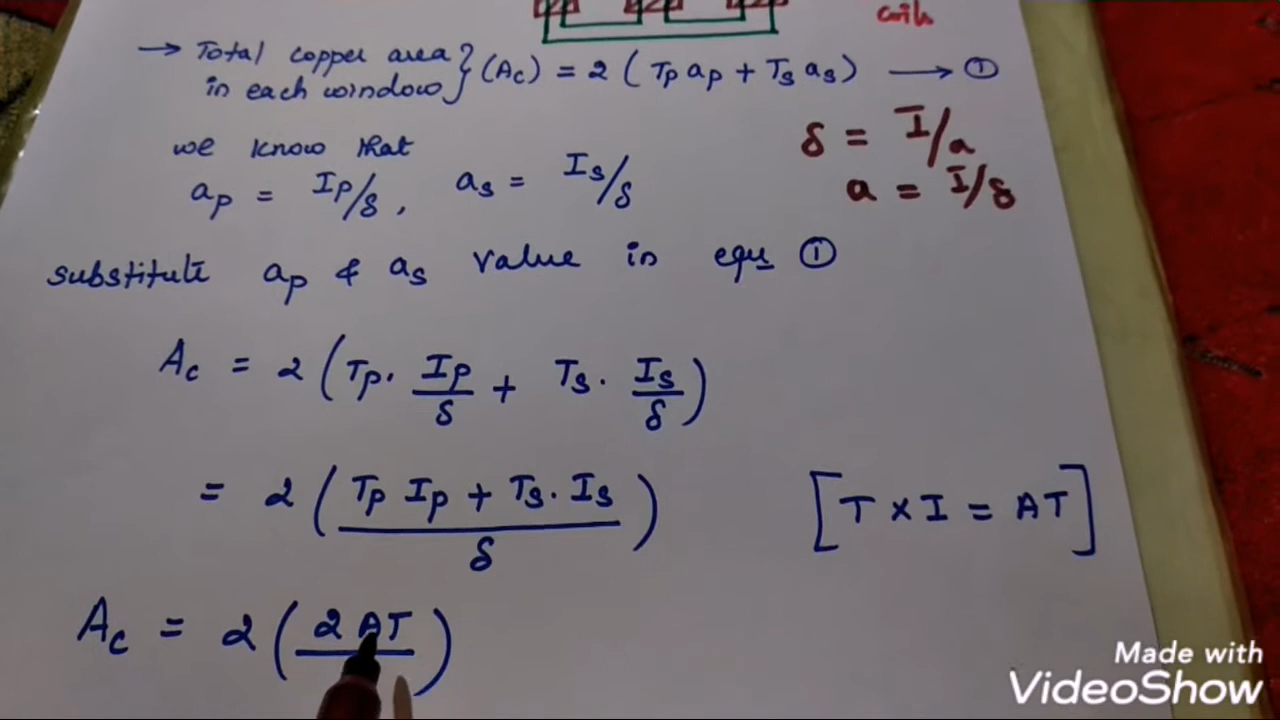 coils
→ Total copper area
in each window } (Ac) = 2 ( Tp ap + Ts as ) → ①
δ = I/a
we know that
a = I/δ
ap = Ip/δ, as = Is/δ
substitute ap & as value in equ ①
Ac = 2 ( Tp. Ip/δ + Ts. Is/δ )
= 2 ( Tp Ip + Ts. Is / δ ) [ T x I = AT ]
Ac = 2 ( 2 AT )
Made with
VideoShow